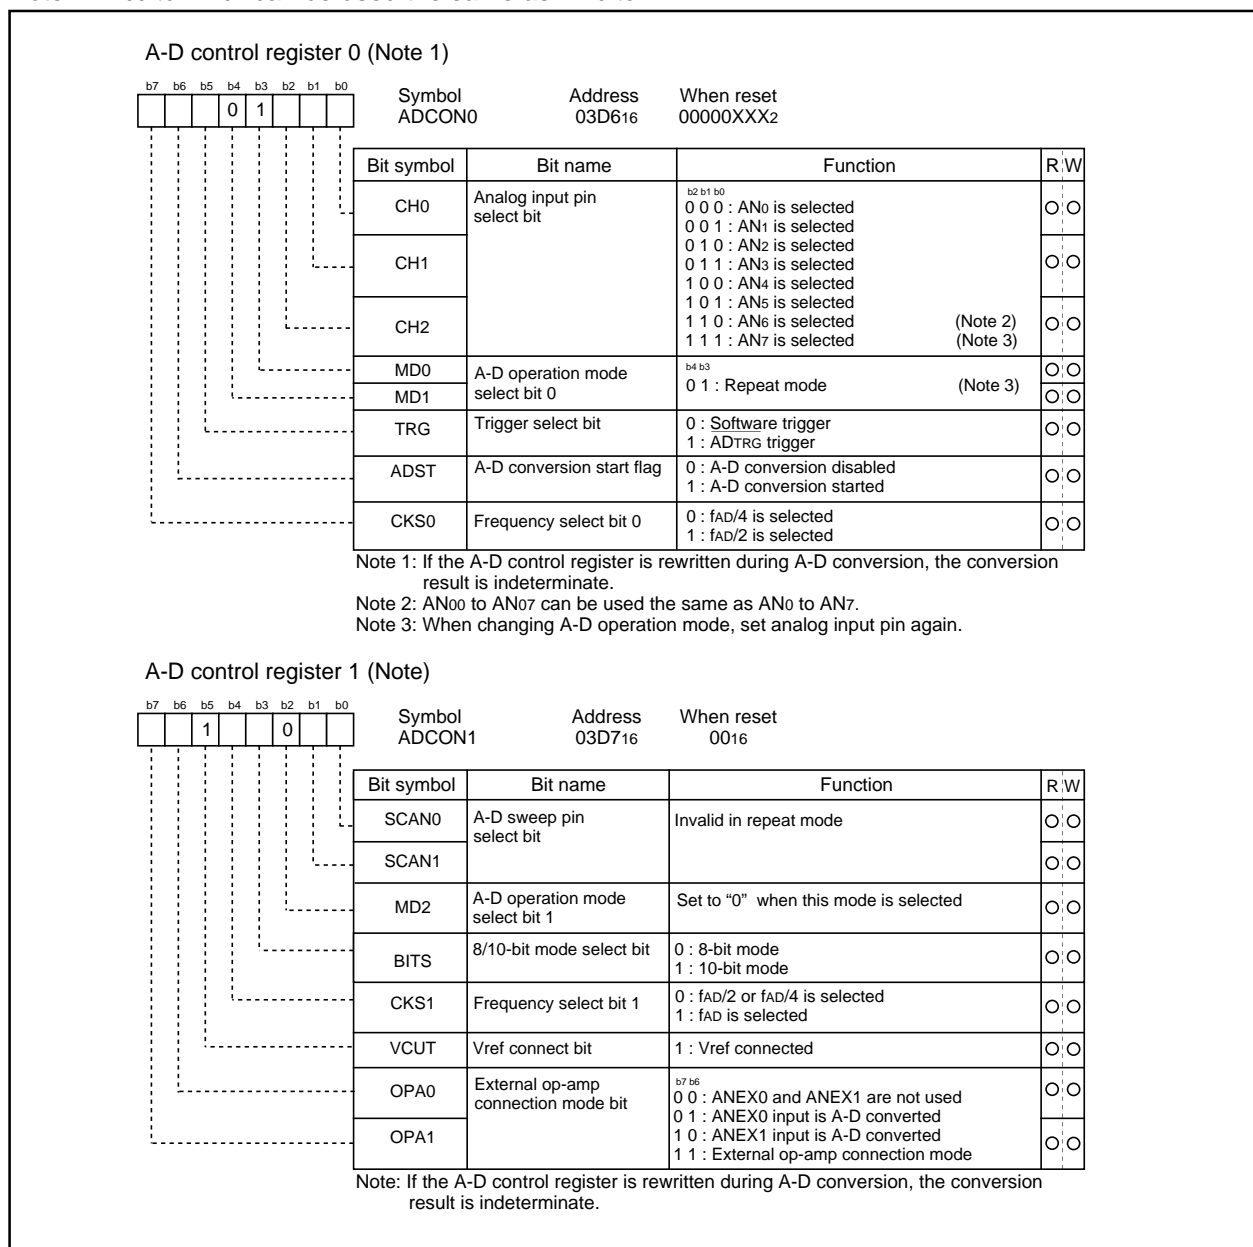 A-D control register 0 (Note 1)
b7 b6 b5 b4 b3 b2 b1 b0
0 1
Symbol Address When reset
ADCON0 03D616 00000XXX2
Bit symbol Bit name Function R W
CH0 Analog input pin select bit
b2 b1 b0
0 0 0 : AN0 is selected
0 0 1 : AN1 is selected
0 1 0 : AN2 is selected
CH1
0 1 1 : AN3 is selected
1 0 0 : AN4 is selected
1 0 1 : AN5 is selected
CH2
1 1 0 : AN6 is selected (Note 2)
1 1 1 : AN7 is selected (Note 3)
MD0 A-D operation mode
b4 b3
MD1 select bit 0
0 1 : Repeat mode (Note 3)
TRG Trigger select bit 0 : Software trigger
1 : ADTRG trigger
ADST A-D conversion start flag 0 : A-D conversion disabled
1 : A-D conversion started
CKS0 Frequency select bit 0 0 : fAD/4 is selected
1 : fAD/2 is selected
Note 1: If the A-D control register is rewritten during A-D conversion, the conversion
result is indeterminate.
Note 2: AN00 to AN07 can be used the same as AN0 to AN7.
Note 3: When changing A-D operation mode, set analog input pin again.
A-D control register 1 (Note)
b7 b6 b5 b4 b3 b2 b1 b0
1 0
Symbol Address When reset
ADCON1 03D716 0016
Bit symbol Bit name Function R W
SCAN0 A-D sweep pin Invalid in repeat mode
select bit
SCAN1
MD2 A-D operation mode Set to “0” when this mode is selected
select bit 1
BITS 8/10-bit mode select bit 0 : 8-bit mode
1 : 10-bit mode
CKS1 Frequency select bit 1 0 : fAD/2 or fAD/4 is selected
1 : fAD is selected
VCUT Vref connect bit 1 : Vref connected
OPA0 External op-amp
connection mode bit
b7 b6
0 0 : ANEX0 and ANEX1 are not used
0 1 : ANEX0 input is A-D converted
OPA1
1 0 : ANEX1 input is A-D converted
1 1 : External op-amp connection mode
Note: If the A-D control register is rewritten during A-D conversion, the conversion
result is indeterminate.